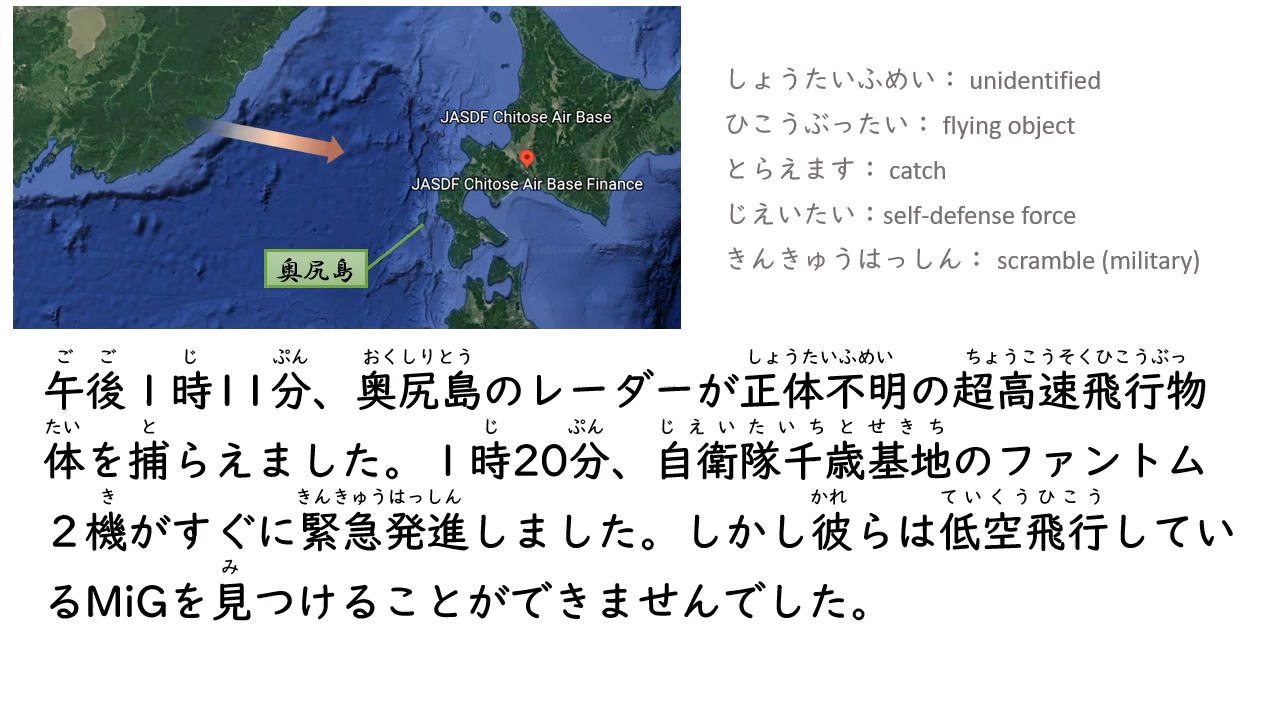 JASDF Chitose Air Base
JASDF Chitose Air Base Finance
奥尻島
しょうたいふめい： unidentified
ひこうぶったい： flying object
とらえます： catch
じえいたい：self-defense force
きんきゅうはっしん： scramble (military)
ご ご じ ぷん おくしりとう しょうたいふめい ちょうこうそくひこうぶっ
午後１時11分、奥尻島のレーダーが正体不明の超高速飛行物
たい と じ ぷん じえいたいちとせきち
体を捕らえました。１時20分、自衛隊千歳基地のファントム
き きんきゅうはっしん かれ ていくうひこう
２機がすぐに緊急発進しました。しかし彼らは低空飛行してい
み
るMiGを見つけることができませんでした。